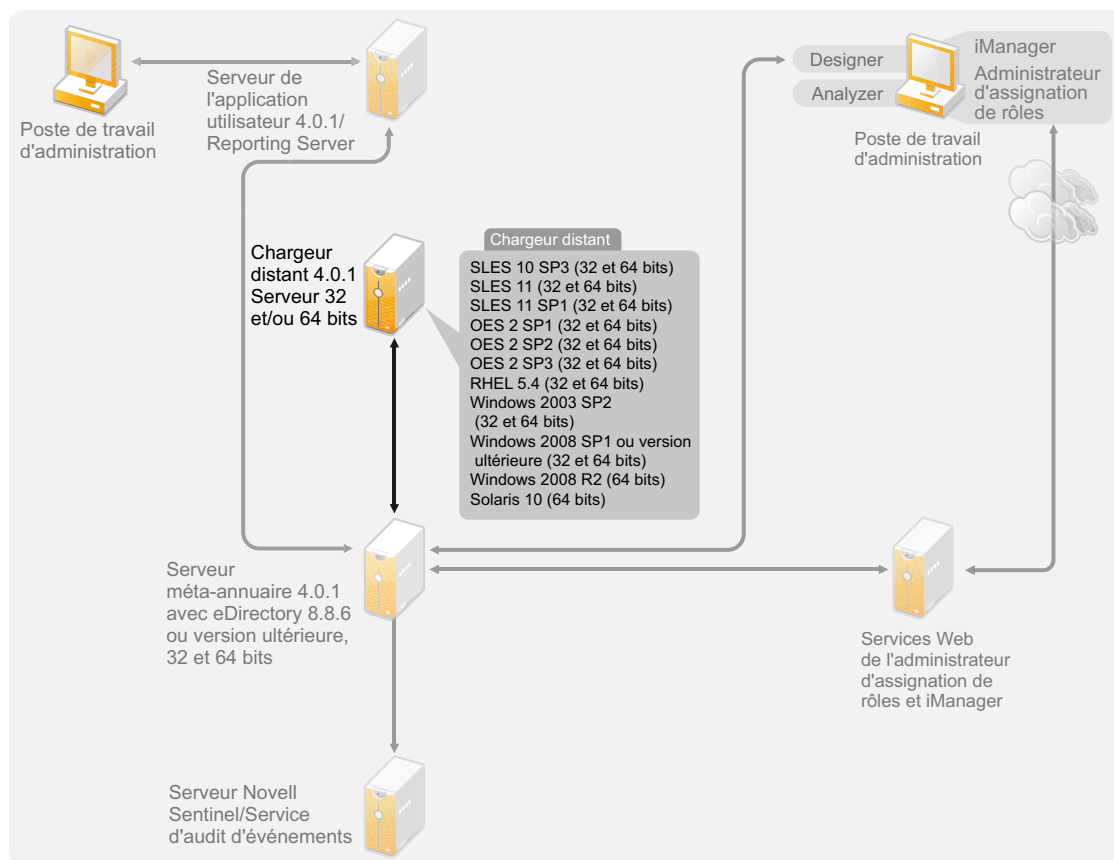 Poste de travail
d'administration
Serveur de
l'application
utilisateur 4.0.1/
Reporting Server
Designer
Analyzer
iManager
Administrateur
d'assignation
de rôles
Poste de travail
d'administration
Chargeur
distant 4.0.1
Serveur 32
et/ou 64 bits
Chargeur distant
SLES 10 SP3 (32 et 64 bits)
SLES 11 (32 et 64 bits)
SLES 11 SP1 (32 et 64 bits)
OES 2 SP1 (32 et 64 bits)
OES 2 SP2 (32 et 64 bits)
OES 2 SP3 (32 et 64 bits)
RHEL 5.4 (32 et 64 bits)
Windows 2003 SP2
(32 et 64 bits)
Windows 2008 SP1 ou version
ultérieure (32 et 64 bits)
Windows 2008 R2 (64 bits)
Solaris 10 (64 bits)
Serveur
méta-annuaire 4.0.1
avec eDirectory 8.8.6
ou version ultérieure,
32 et 64 bits
Services Web
de l'administrateur
d'assignation de
rôles et iManager
Serveur Novell
Sentinel/Service
d'audit d'événements